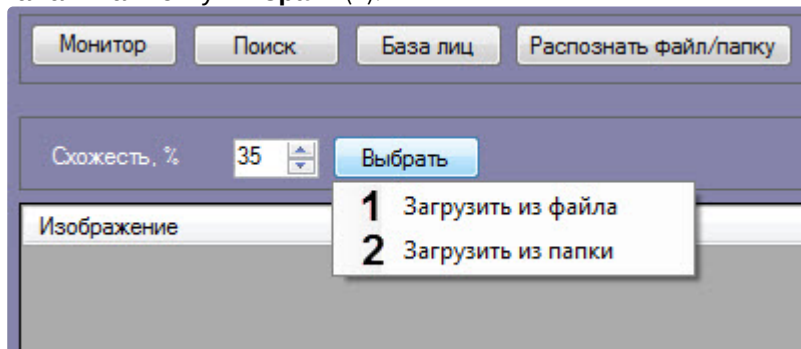 Монитор Поиск База лиц Распознать файл/папку
Схожесть, % 35 Выбрать
1 Загрузить из файла
Изображение
2 Загрузить из папки